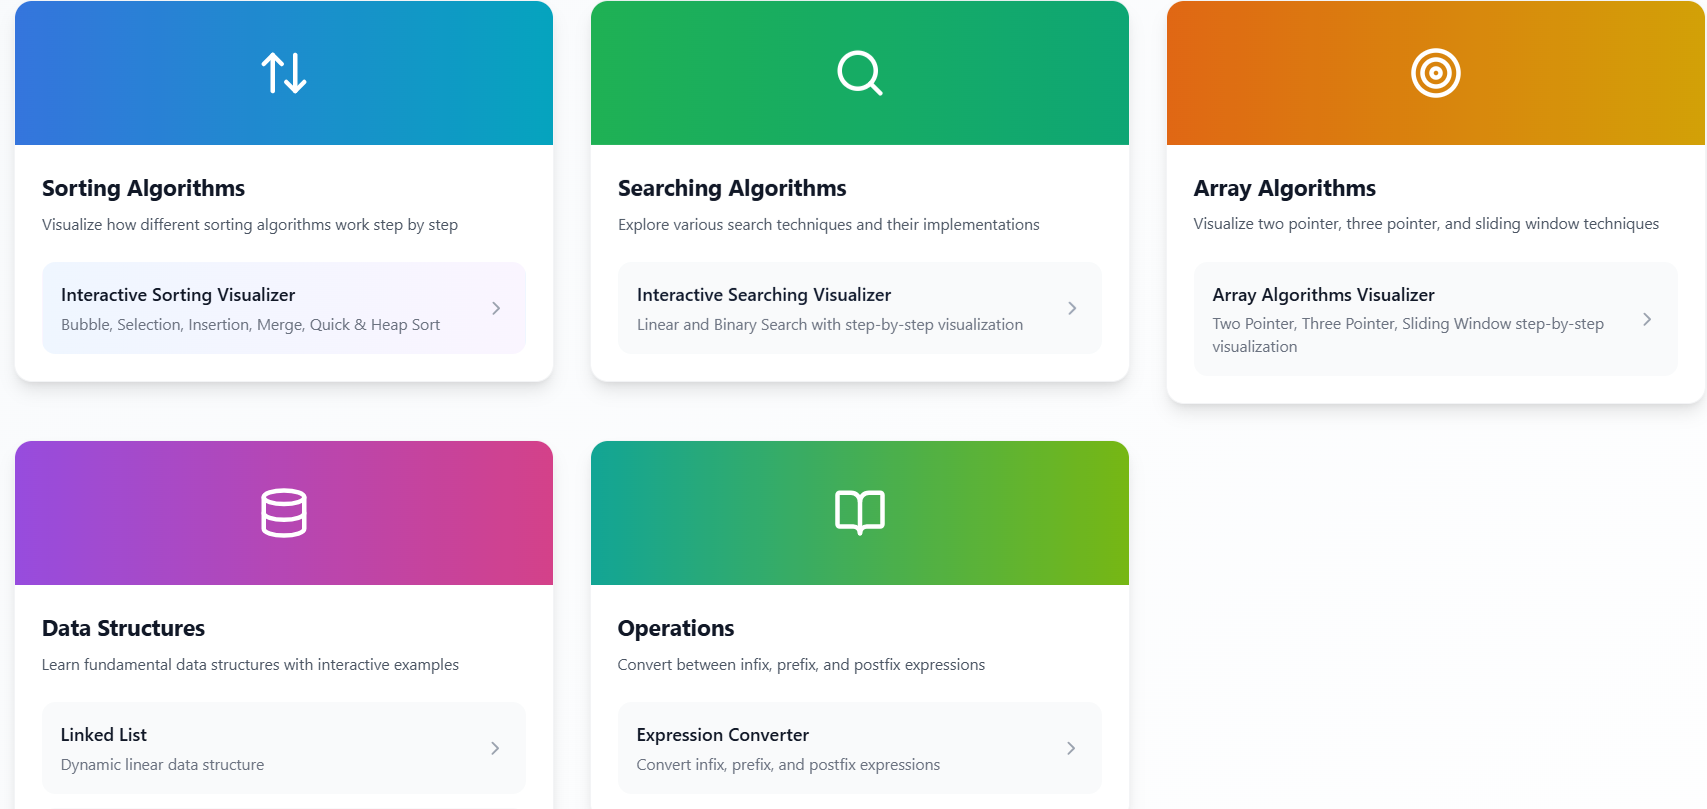 Sorting Algorithms
Visualize how different sorting algorithms work step by step
Interactive Sorting Visualizer
Bubble, Selection, Insertion, Merge, Quick & Heap Sort
Searching Algorithms
Explore various search techniques and their implementations
Interactive Searching Visualizer
Linear and Binary Search with step-by-step visualization
Array Algorithms
Visualize two pointer, three pointer, and sliding window techniques
Array Algorithms Visualizer
Two Pointer, Three Pointer, Sliding Window step-by-step
visualization
Data Structures
Learn fundamental data structures with interactive examples
Linked List
Dynamic linear data structure
Operations
Convert between infix, prefix, and postfix expressions
Expression Converter
Convert infix, prefix, and postfix expressions